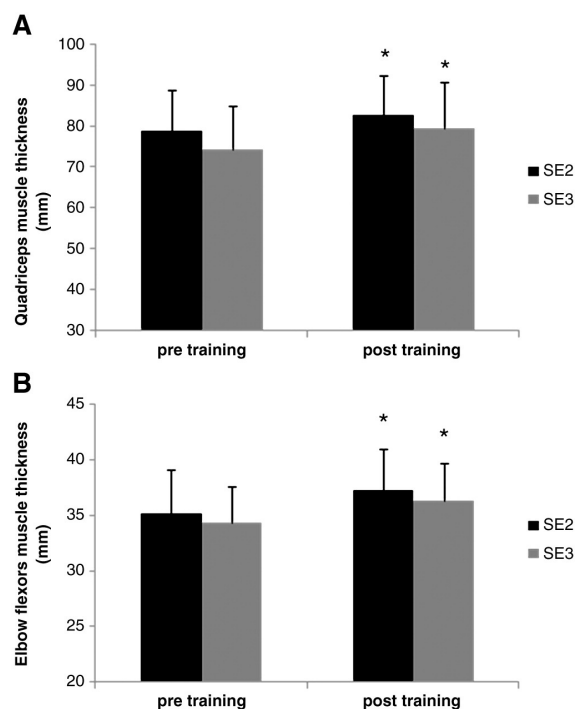 A
Quadriceps muscle thickness
(mm)
100
90
80
70
60
50
40
30
* *
SE2
SE3
pre training post training
B
Elbow flexors muscle thickness
(mm)
45
40
35
30
25
20
* *
SE2
SE3
pre training post training